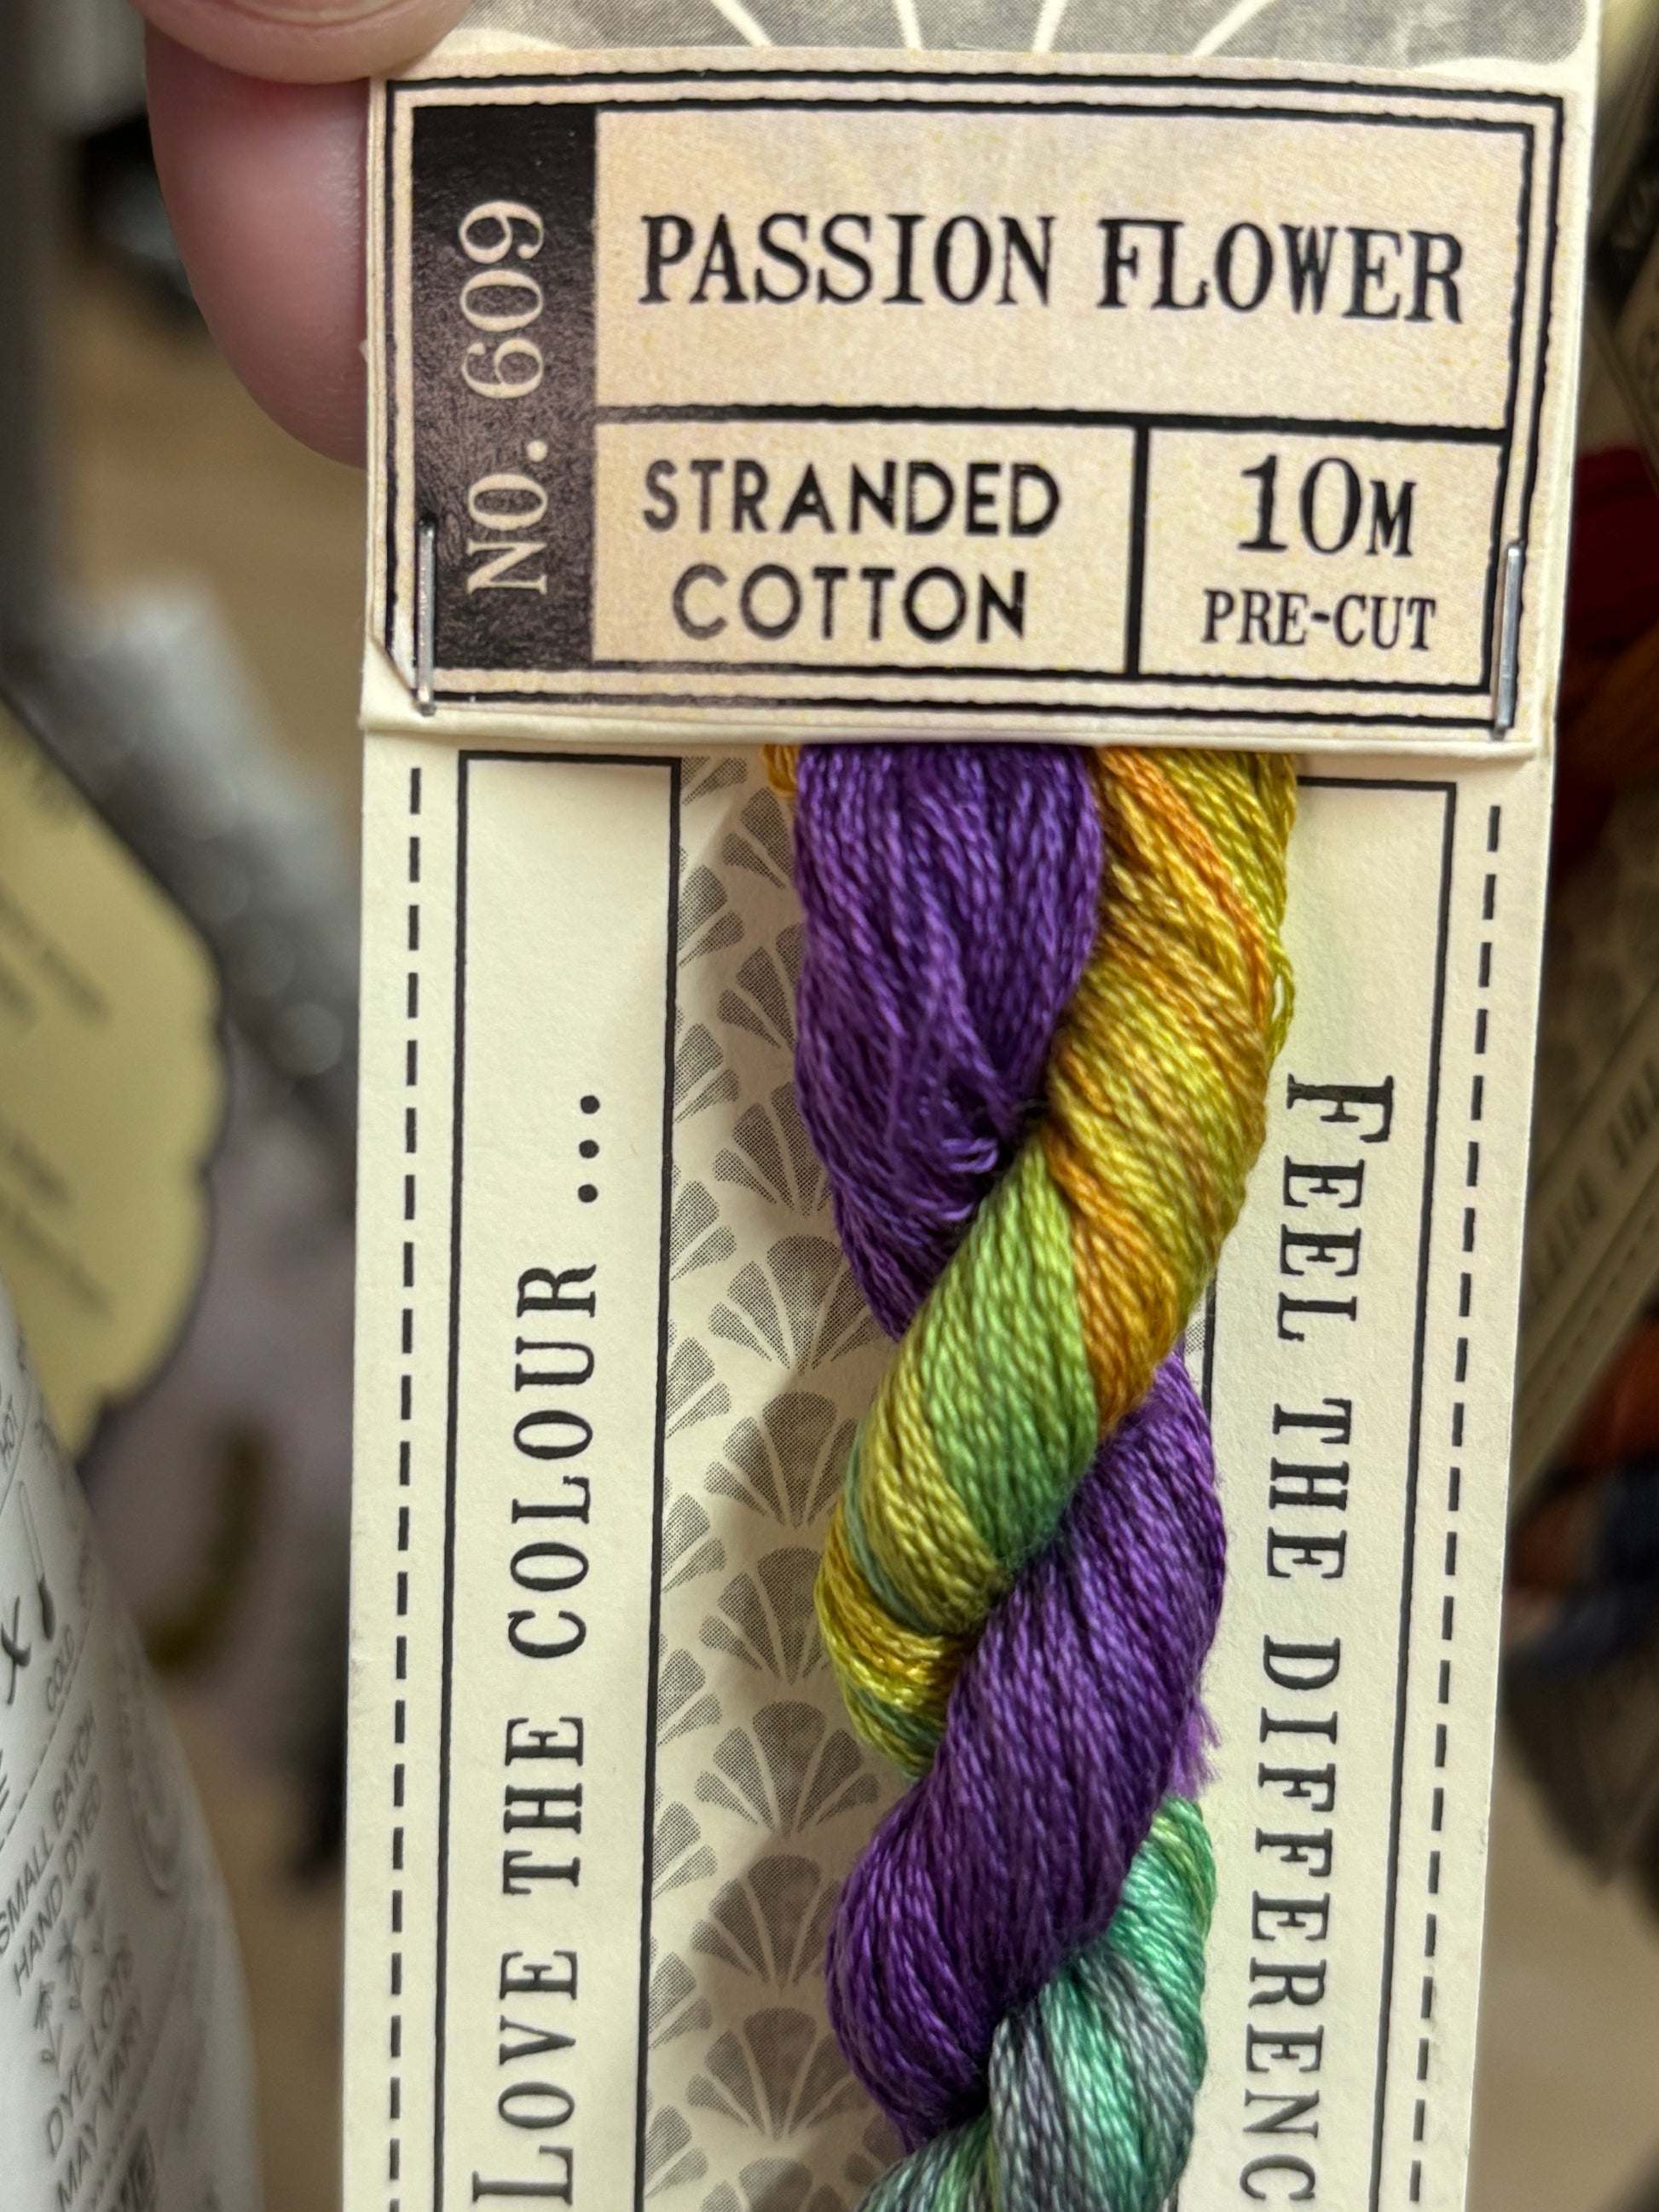 NO. 609
PASSION FLOWER
STRANDED
COTTON
10M
PRE-CUT
LOVE THE COLOUR ...
FEEL THE DIFFERENC
COLD
SMALL BATCH
HAND DYED
DYE LOTS
MAY VARY